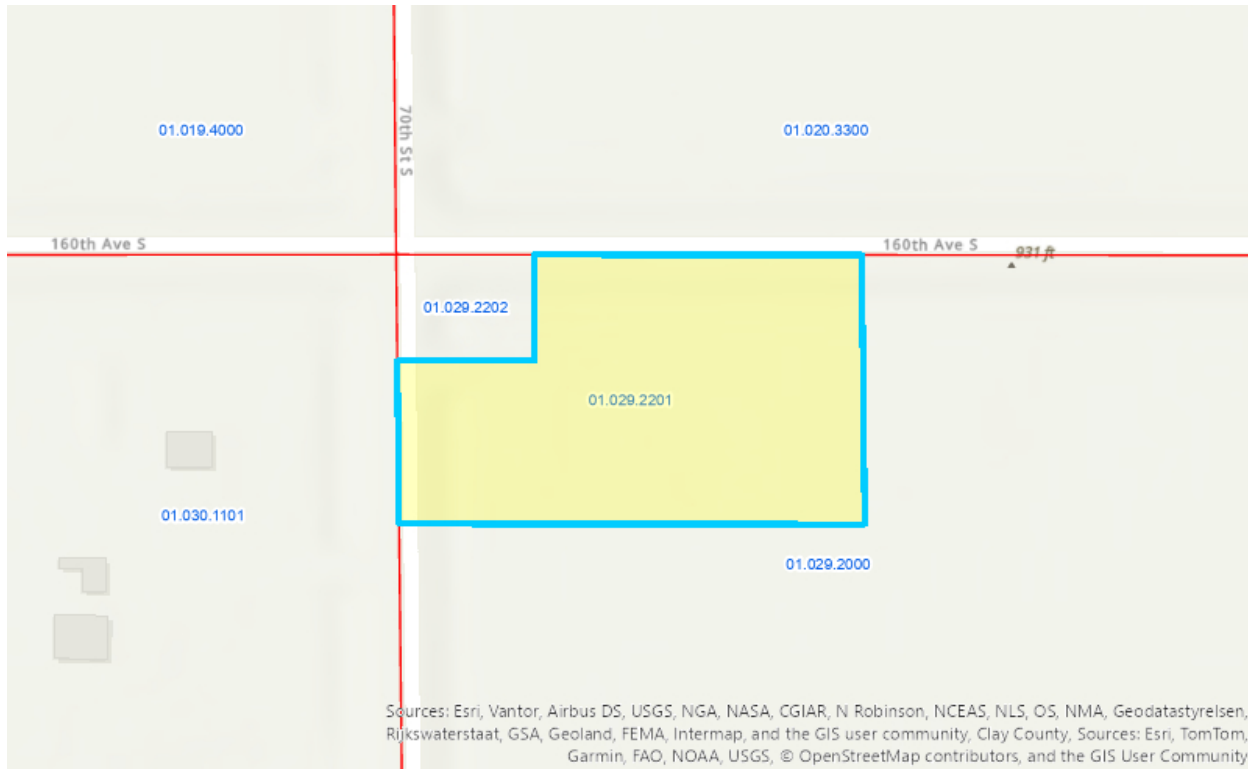 01.019.4000
70th St S
01.020.3300
160th Ave S
160th Ave S
931 ft
01.029.2202
01.029.2201
01.030.1101
01.029.2000
Sources: Esri, Vantor, Airbus DS, USGS, NGA, NASA, CGIAR, N Robinson, NCEAS, NLS, OS, NMA, Geodatastyrelsen,
Rijkswaterstaat, GSA, Geoland, FEMA, Intermap, and the GIS user community, Clay County, Sources: Esri, TomTom,
Garmin, FAO, NOAA, USGS, © OpenStreetMap contributors, and the GIS User Community